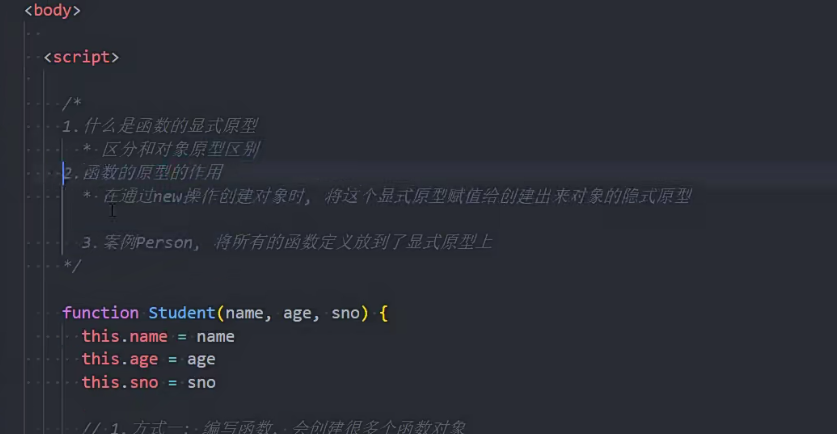 <body>
<script>
/*
1.什么是函数的显式原型
* 区分和对象原型区别
2.函数的原型的作用
* 在通过new操作创建对象时, 将这个显式原型赋值给创建出来对象的隐式原型
3.案例Person, 将所有的函数定义放到了显式原型上
*/
function Student(name, age, sno) {
this.name = name
this.age = age
this.sno = sno
// 1.方式一: 编写函数, 会创建很多个函数对象